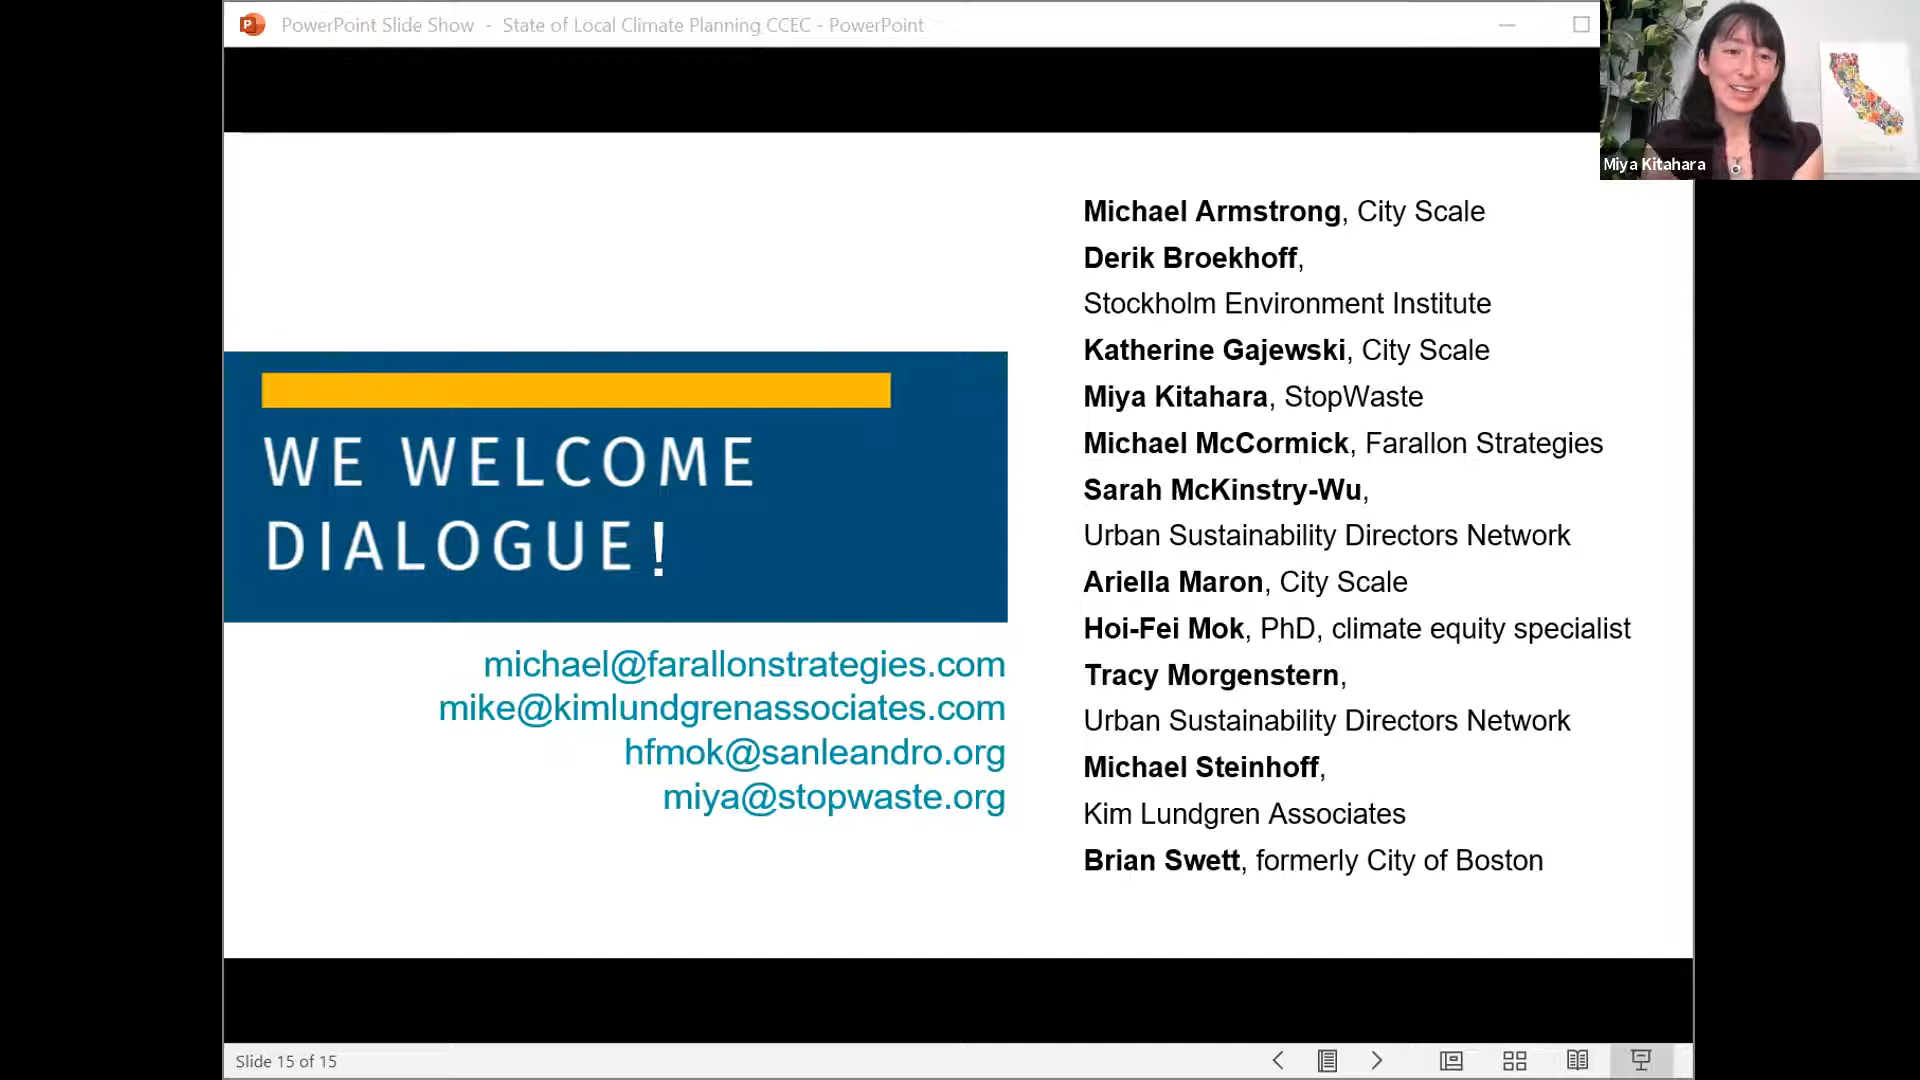 PowerPoint Slide Show - State of Local Climate Planning CCEC - PowerPoint
Miya Kitahara
WE WELCOME
DIALOGUE!
michael@farallonstrategies.com
mike@kimlundgrenassociates.com
hfmok@sanleandro.org
miya@stopwaste.org
Michael Armstrong, City Scale
Derik Broekhoff,
Stockholm Environment Institute
Katherine Gajewski, City Scale
Miya Kitahara, StopWaste
Michael McCormick, Farallon Strategies
Sarah McKinstry-Wu,
Urban Sustainability Directors Network
Ariella Maron, City Scale
Hoi-Fei Mok, PhD, climate equity specialist
Tracy Morgenstern,
Urban Sustainability Directors Network
Michael Steinhoff,
Kim Lundgren Associates
Brian Swett, formerly City of Boston
Slide 15 of 15